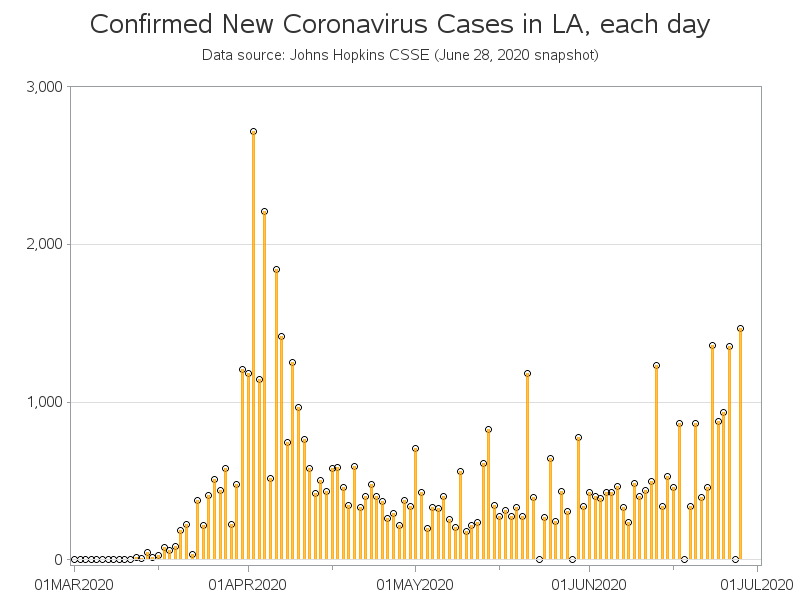 Confirmed New Coronavirus Cases in LA, each day
Data source: Johns Hopkins CSSE (June 28, 2020 snapshot)
3,000
2,000
1,000
0
01MAR2020 01APR2020 01MAY2020 01JUN2020 01JUL2020